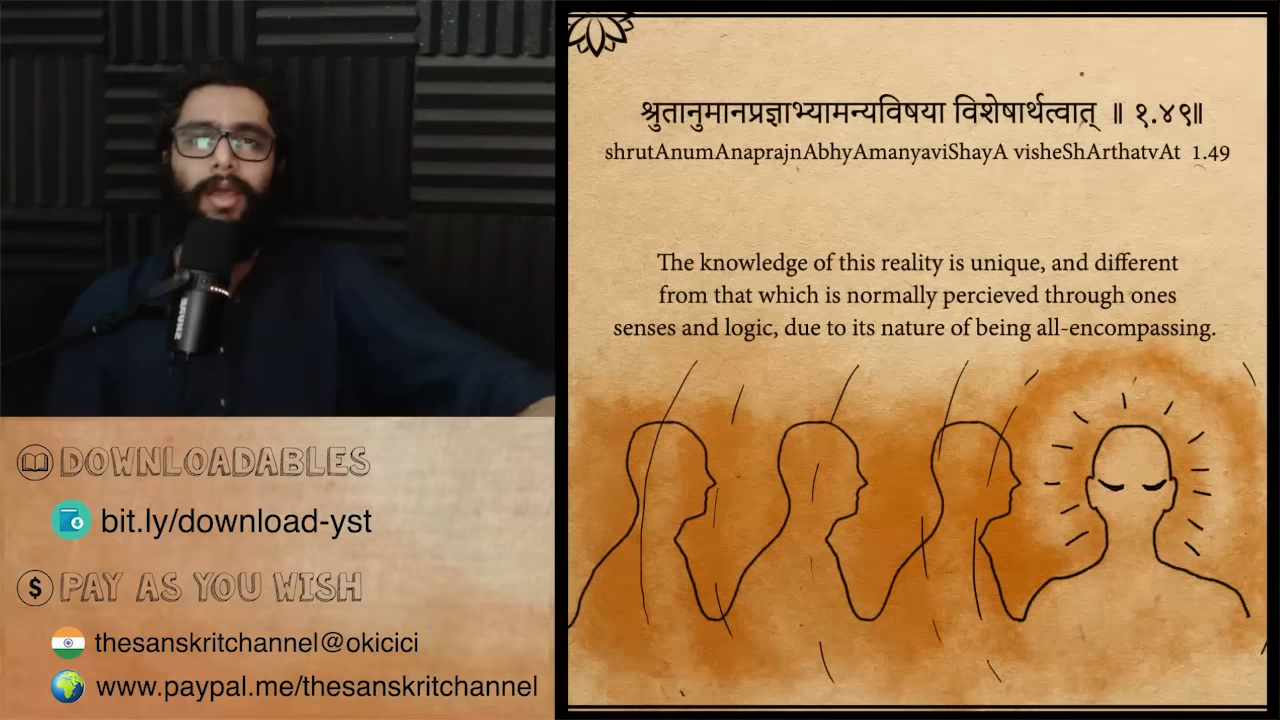 श्रुतानुमानप्रज्ञाभ्यामन्यविषया विशेषार्थत्वात् ॥ १.४९॥
shrutAnumAnaprajnAbhyAmanyaviShayA visheShArthatvAt 1.49
The knowledge of this reality is unique, and different
from that which is normally percieved through ones
senses and logic, due to its nature of being all-encompassing.
DOWNLOADABLES
bit.ly/download-yst
$ PAY AS YOU WISH
thesanskritchannel@okicici
www.paypal.me/thesanskritchannel